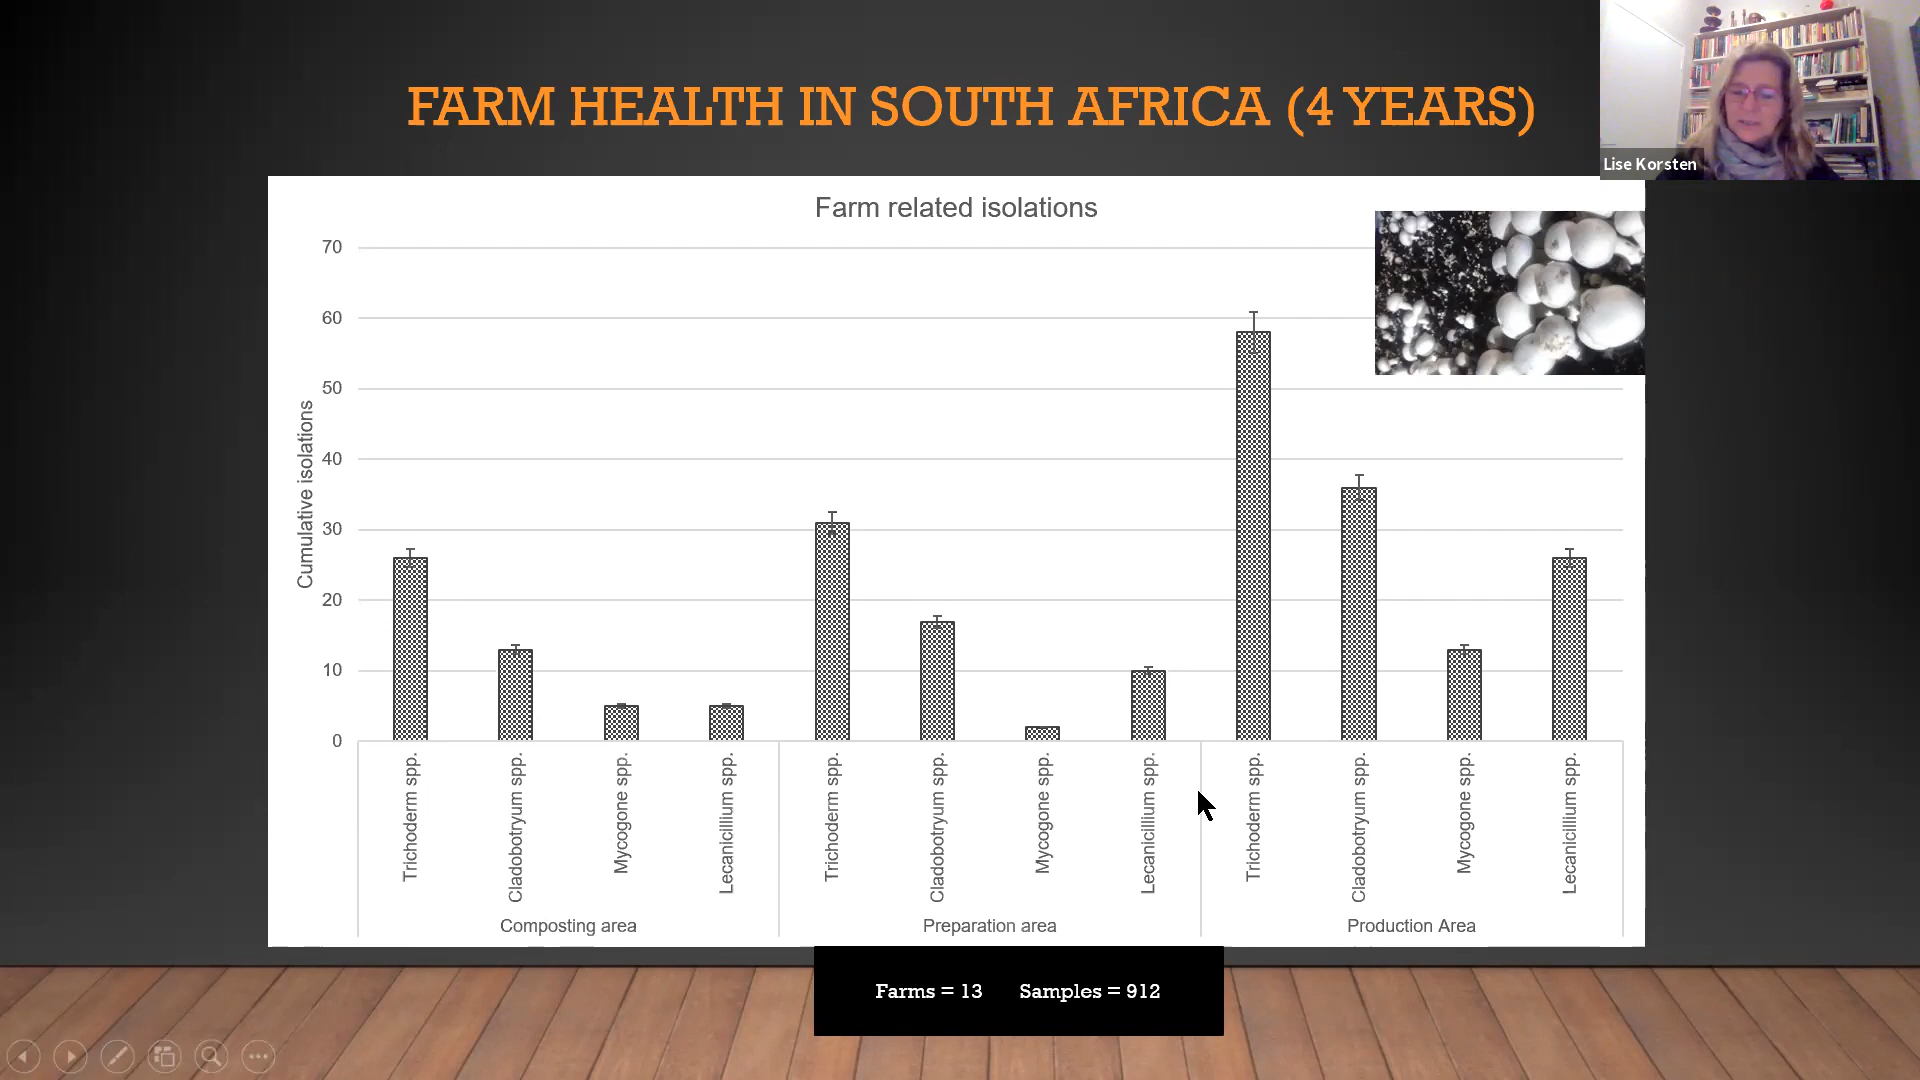 FARM HEALTH IN SOUTH AFRICA (4 YEARS)
Lise Korsten
Farm related isolations
Cumulative isolations
70
60
50
40
30
20
10
0
Trichoderm spp.
Cladobotryum spp.
Mycogone spp.
Lecanicillium spp.
Trichoderm spp.
Cladobotryum spp.
Mycogone spp.
Lecanicillium spp.
Trichoderm spp.
Cladobotryum spp.
Mycogone spp.
Lecanicillium spp.
Composting area
Preparation area
Production Area
Farms = 13 Samples = 912